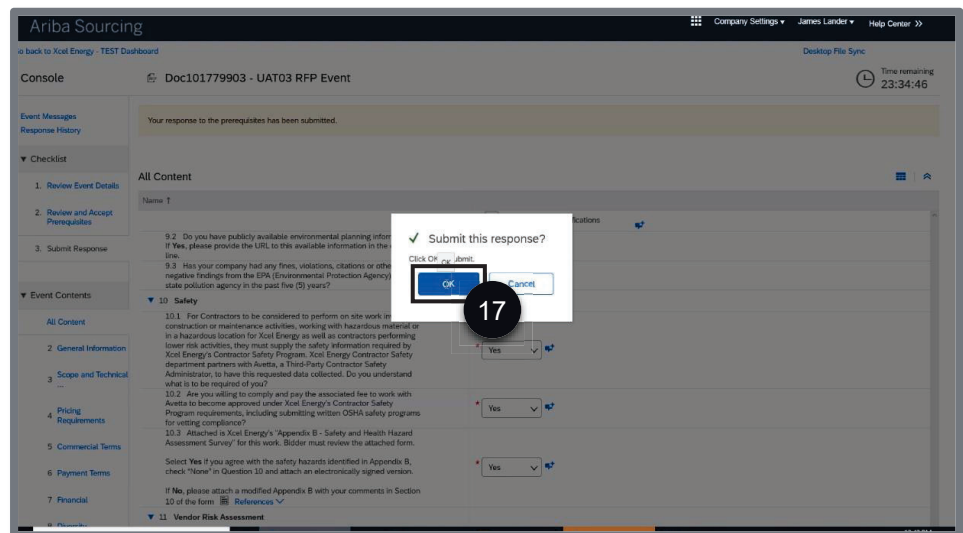 Ariba Sourcing
Company Settings ▾ James Lander ▾ Help Center >>
Go back to Xcel Energy - TEST Dashboard
Desktop File Sync
Console
Doc101779903 - UAT03 RFP Event
Time remaining
23:34:46
Event Messages
Response History
Your response to the prerequisites has been submitted.
▼ Checklist
1. Review Event Details
2. Review and Accept
Prerequisites
3. Submit Response
▼ Event Contents
All Content
2 General Information
3 Scope and Technical
...
4 Pricing
Requirements
5 Commercial Terms
6 Payment Terms
7 Financial
8 Diversity
All Content
Name ↑
9.2 Do you have publicly available environmental planning
If Yes, please provide the URL to this available information in the
line.
9.3 Has your company had any fines, violations, citations or
negative findings from the EPA (Environmental Protection Agency)
state pollution agency in the past five (5) years?
▼ 10 Safety
10.1 For Contractors to be considered to perform on site work
construction or maintenance activities, working with hazardous material or
in a hazardous location for Xcel Energy as well as contractors performing
lower risk activities, they must supply the safety information required by
Xcel Energy's Contractor Safety Program. Xcel Energy Contractor Safety
department partners with Avetta, a Third-Party Contractor Safety
Administrator, to have this requested data collected. Do you understand
what is to be required of you?
* Yes
10.2 Are you willing to comply and pay the associated fee to work with
Avetta to become approved under Xcel Energy's Contractor Safety
Program requirements, including submitting written OSHA safety programs
for vetting compliance?
* Yes
10.3 Attached is Xcel Energy's "Appendix B - Safety and Health Hazard
Assessment Survey" for this work. Bidder must review the attached form.
Select Yes if you agree with the safety hazards identified in Appendix B,
check "None" in Question 10 and attach an electronically signed version.
* Yes
If No, please attach a modified Appendix B with your comments in Section
10 of the form References
▼ 11 Vendor Risk Assessment
✓ Submit this response?
Click OK
OK
OK
Cancel
17